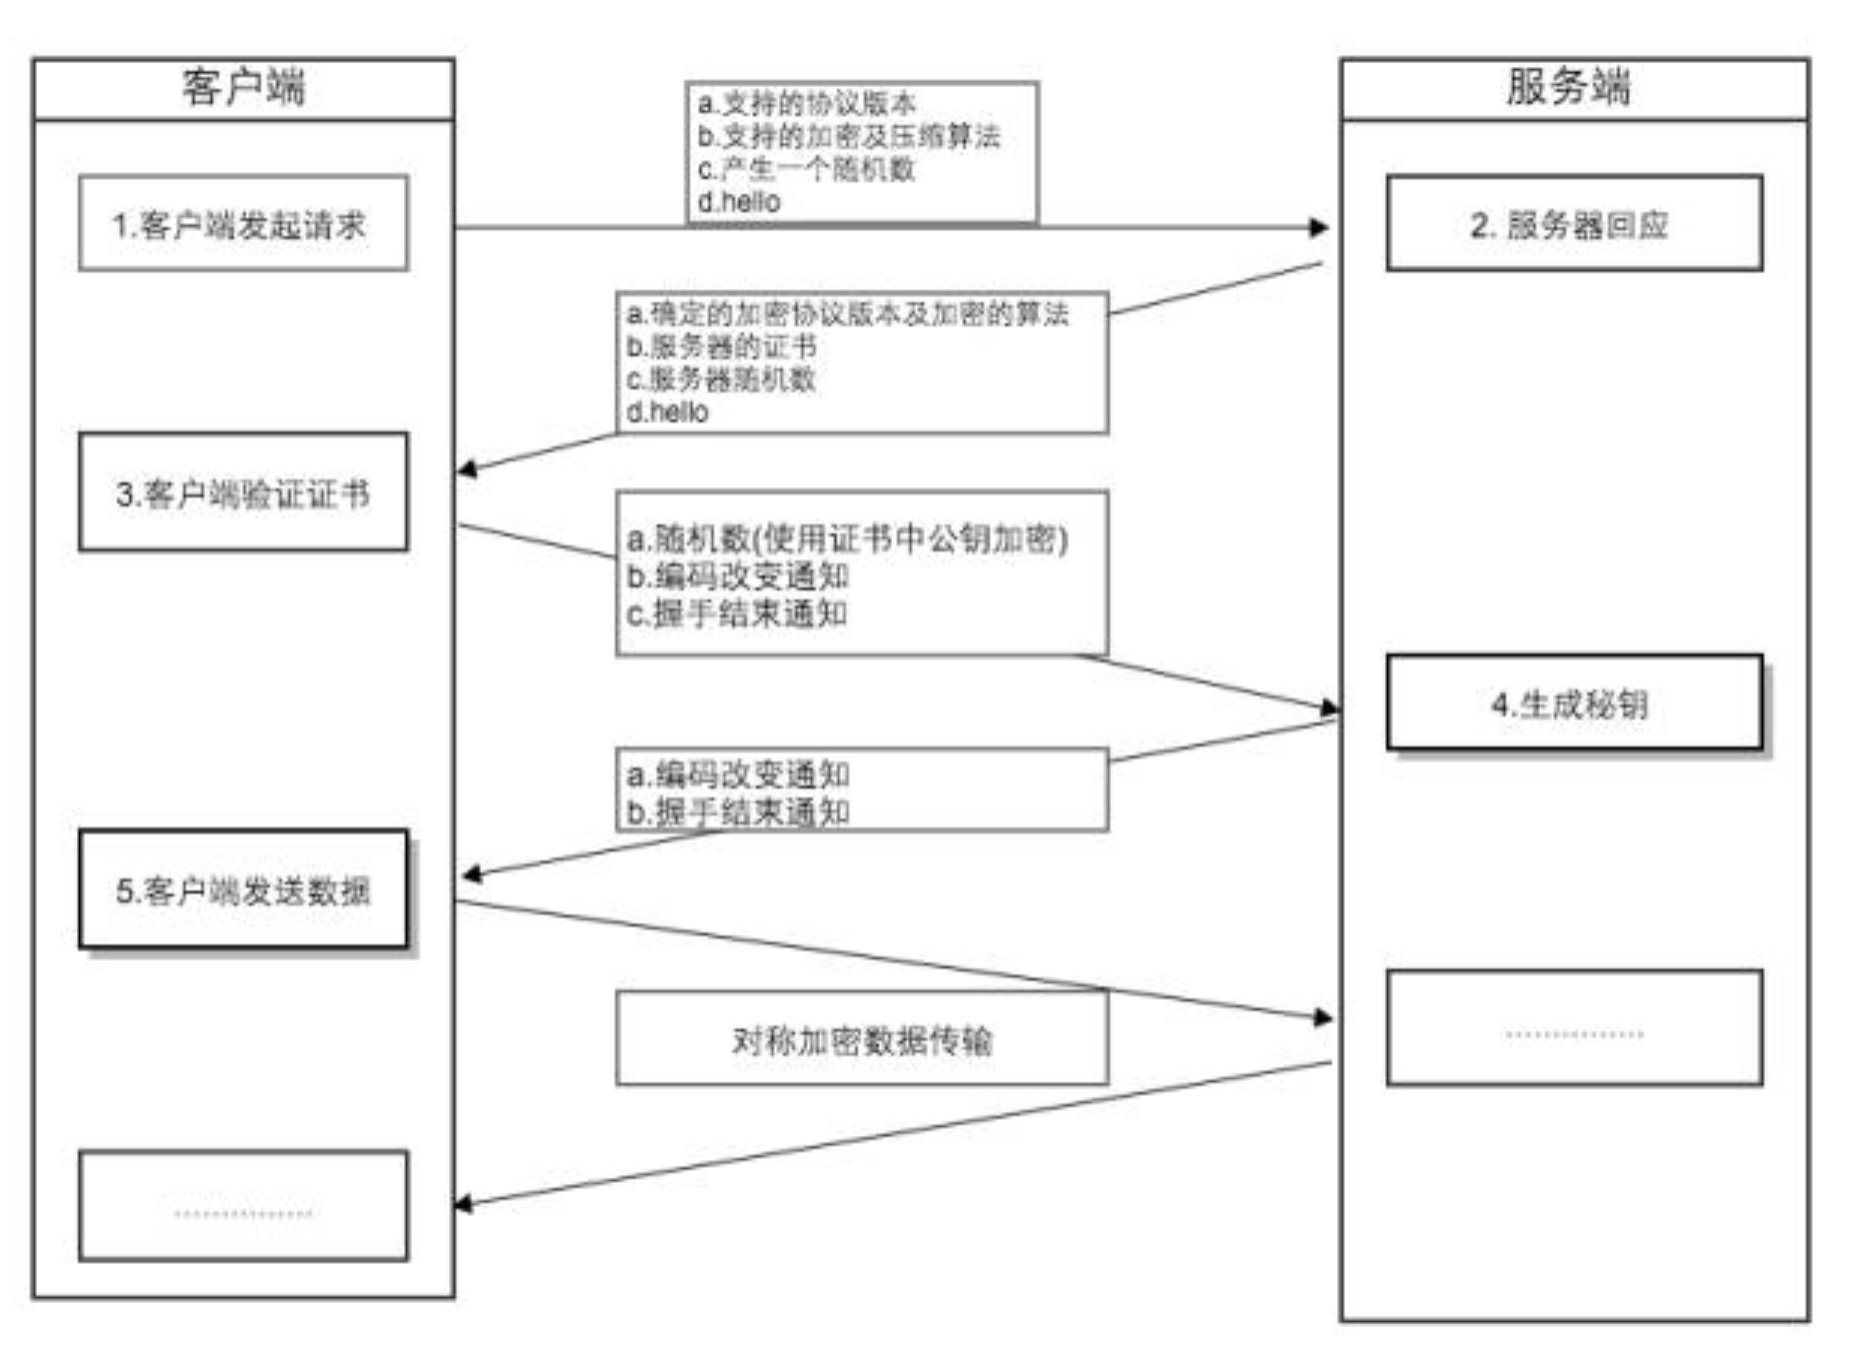 客户端
服务端
a.支持的协议版本
b.支持的加密及压缩算法
c.产生一个随机数
d.hello
1.客户端发起请求
2. 服务器回应
a.确定的加密协议版本及加密的算法
b.服务器的证书
c.服务器随机数
d.hello
3.客户端验证证书
a.随机数(使用证书中公钥加密)
b.编码改变通知
c.握手结束通知
4.生成秘钥
a.编码改变通知
b.握手结束通知
5.客户端发送数据
对称加密数据传输
...............
...............